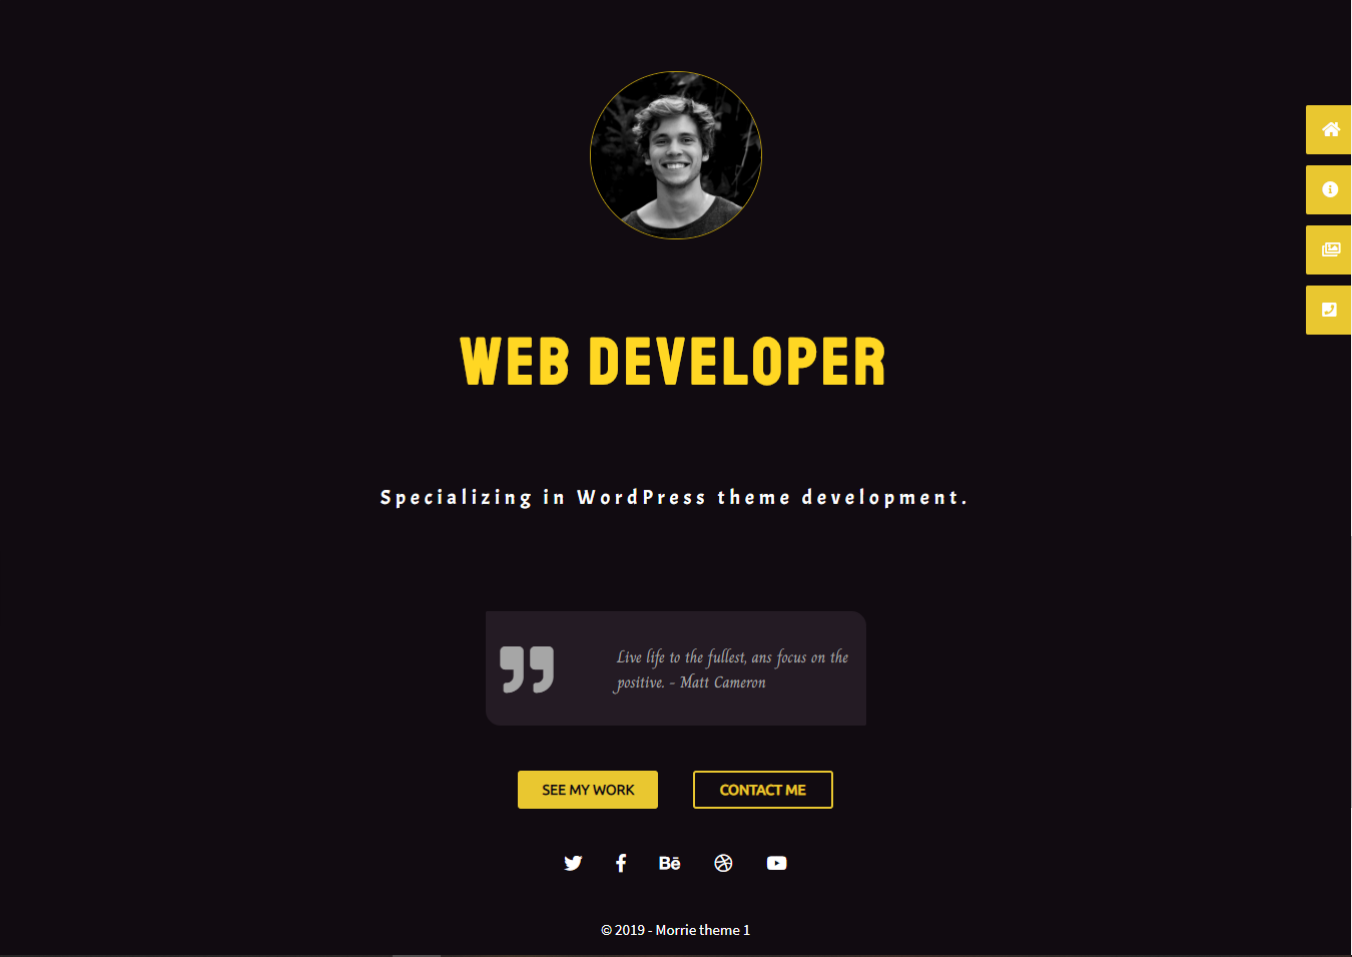 WEB DEVELOPER
Specializing in WordPress theme development.
Live life to the fullest, ans focus on the
positive. - Matt Cameron
SEE MY WORK
CONTACT ME
Bē
© 2019 - Morrie theme 1